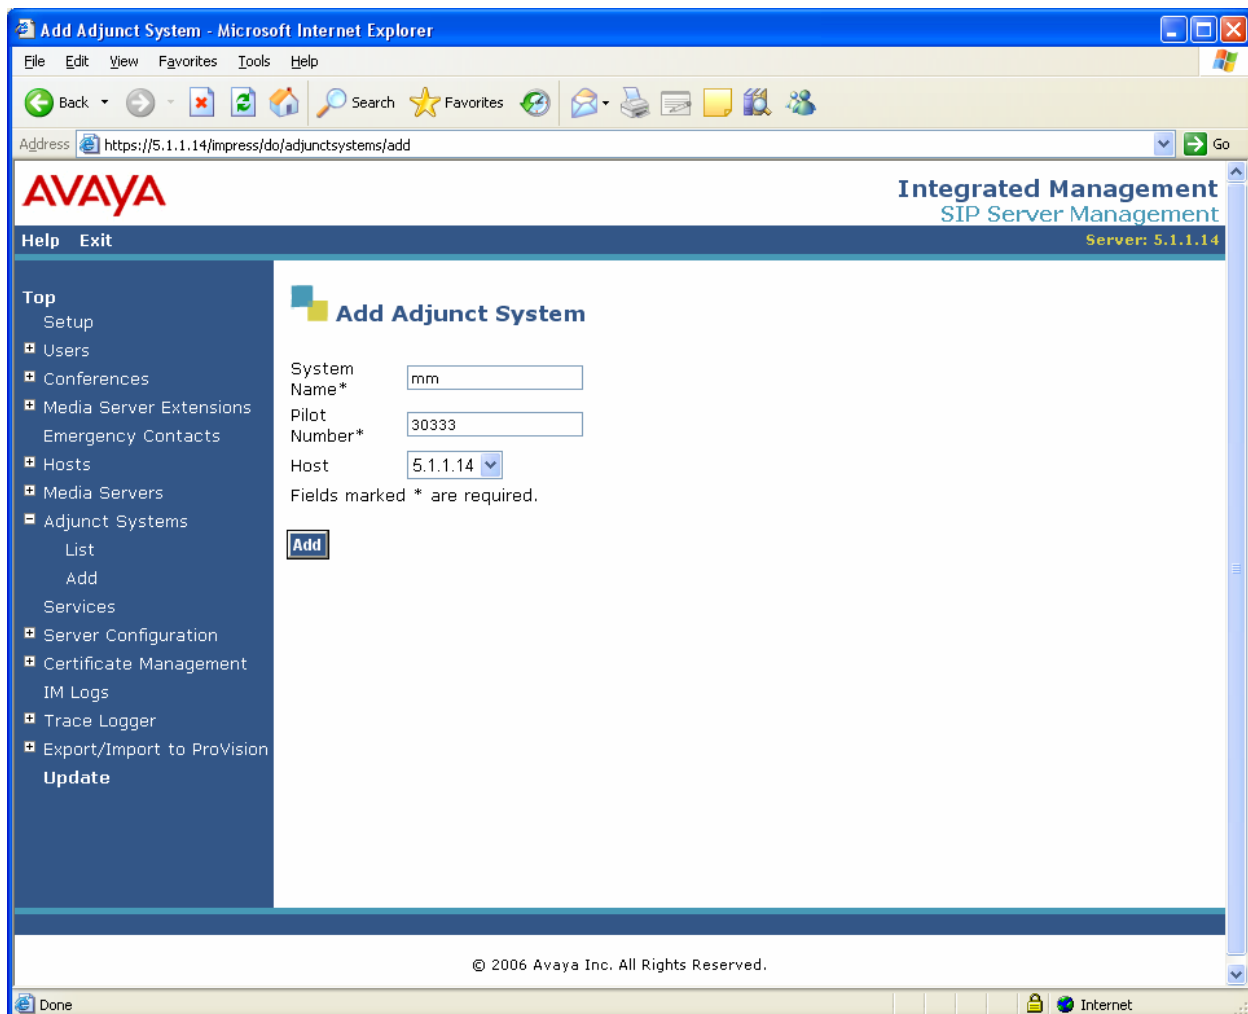 Add Adjunct System - Microsoft Internet Explorer
File Edit View Favorites Tools Help
Back Search Favorites
Address https://5.1.1.14/impress/do/adjunctsystems/add Go
AVAYA
Integrated Management
SIP Server Management
Help Exit
Server: 5.1.1.14
Top
Setup
Users
Conferences
Media Server Extensions
Emergency Contacts
Hosts
Media Servers
Adjunct Systems
List
Add
Services
Server Configuration
Certificate Management
IM Logs
Trace Logger
Export/Import to ProVision
Update
Add Adjunct System
System
Name*
mm
Pilot
Number*
30333
Host 5.1.1.14
Fields marked * are required.
Add
© 2006 Avaya Inc. All Rights Reserved.
Done
Internet